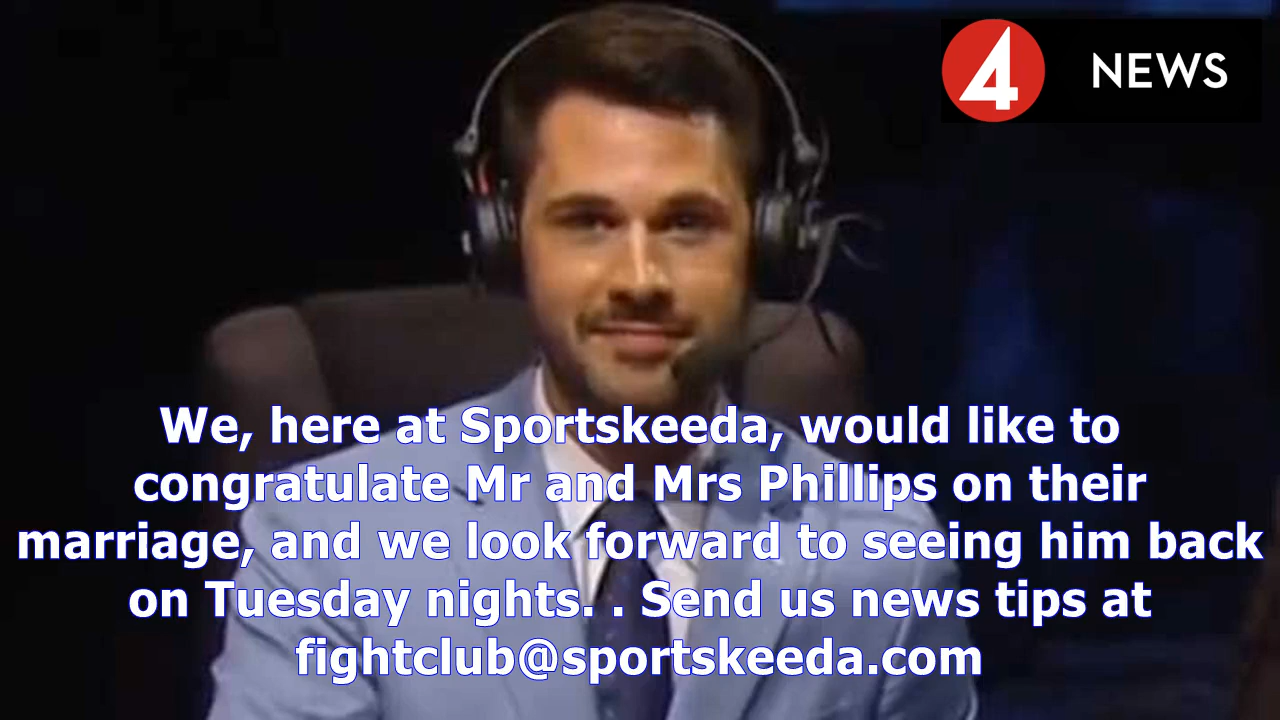 4 NEWS
We, here at Sportskeeda, would like to
congratulate Mr and Mrs Phillips on their
marriage, and we look forward to seeing him back
on Tuesday nights. . Send us news tips at
fightclub@sportskeeda.com